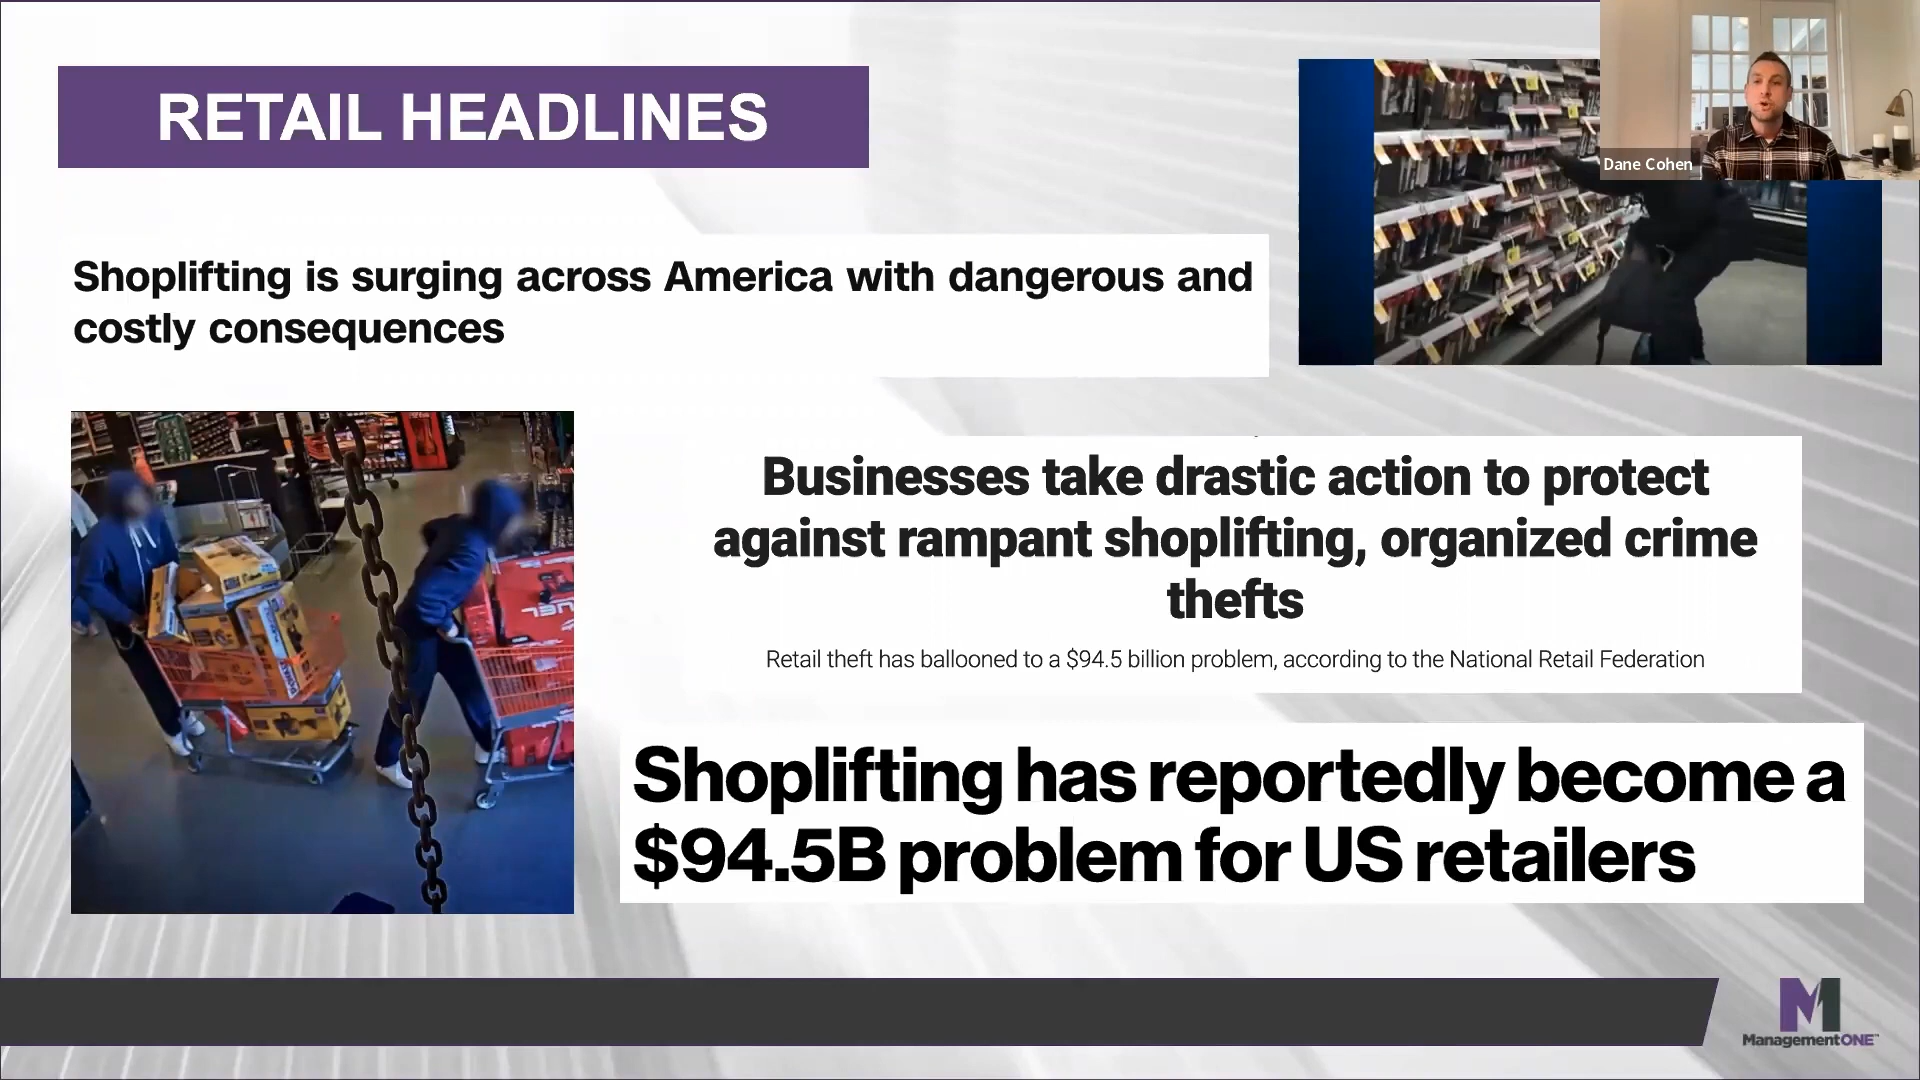 RETAIL HEADLINES
Dane Cohen
Shoplifting is surging across America with dangerous and
costly consequences
Businesses take drastic action to protect
against rampant shoplifting, organized crime
thefts
Retail theft has ballooned to a $94.5 billion problem, according to the National Retail Federation
Shoplifting has reportedly become a
$94.5B problem for US retailers
M
ManagementONE™